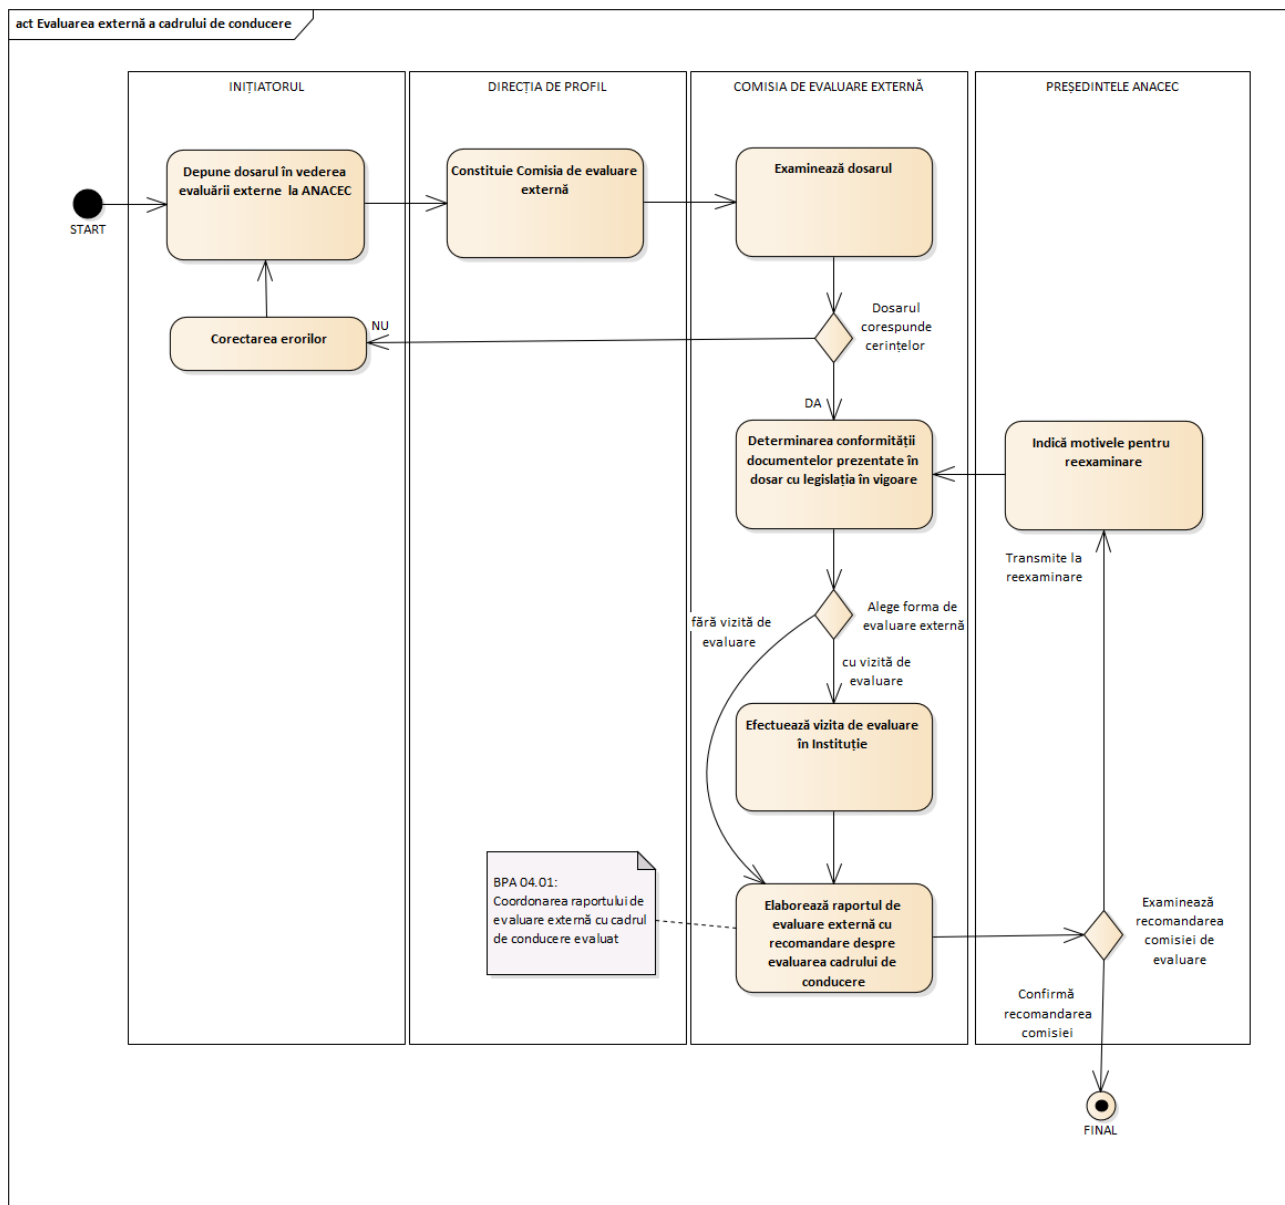 act Evaluarea externă a cadrului de conducere
INIȚIATORUL
DIRECȚIA DE PROFIL
COMISIA DE EVALUARE EXTERNĂ
PREȘEDINTELE ANACEC
START
Depune dosarul în vederea
evaluării externe la ANACEC
Constituie Comisia de evaluare
externă
Examinează dosarul
Dosarul
corespunde
cerințelor
NU
Corectarea erorilor
DA
Determinarea conformității
documentelor prezentate în
dosar cu legislația în vigoare
Indică motivele pentru
reexaminare
Transmite la
reexaminare
Alege forma de
evaluare externă
fără vizită de
evaluare
cu vizită de
evaluare
Efectuează vizita de evaluare
în Instituție
BPA 04.01:
Coordonarea raportului de
evaluare externă cu cadrul
de conducere evaluat
Elaborează raportul de
evaluare externă cu
recomandare despre
evaluarea cadrului de
conducere
Examinează
recomandarea
comisiei de
evaluare
Confirmă
recomandarea
comisiei
FINAL